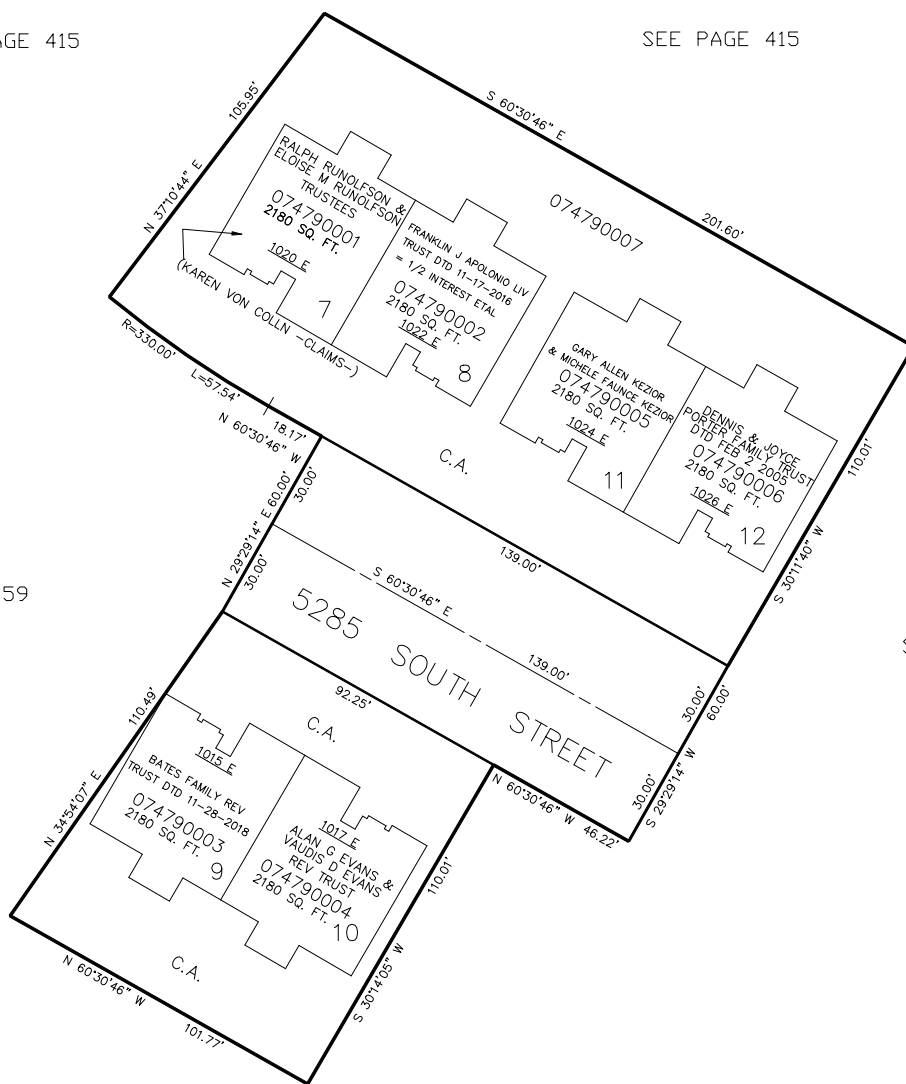 AGE 415
SEE PAGE 415
105.95'
N 37°10'44" E
S 60°30'46" E
201.60'
074790007
RALPH RUNOLFSON &
ELOISE M RUNOLFSON
TRUSTEES
074790001
2180 SQ. FT.
1020 E
7
(KAREN VON COLLN -CLAIMS-)
FRANKLIN J APOLONIO LIV
TRUST DTD 11-17-2016
= 1/2 INTEREST ETAL
074790002
2180 SQ. FT.
1022 E
8
GARY ALLEN KEZIOR
& MICHELE FAUNCE KEZIOR
074790005
2180 SQ. FT.
1024 E
11
DENNIS & JOYCE
PORTER FAMILY TRUST
DTD FEB 2 2005
074790006
2180 SQ. FT.
1026 E
12
110.01'
S 30°11'40" W
R=330.00'
L=57.54'
18.17'
N 60°30'46" W
C.A.
139.00'
N 29°29'14" E 60.00'
30.00'
30.00'
S 60°30'46" E
139.00'
5285 SOUTH STREET
30.00'
60.00'
30.00'
S 29°29'14" W
N 60°30'46" W 46.22'
59
92.25'
C.A.
110.49'
N 34°54'07" E
1015 E
BATES FAMILY REV
TRUST DTD 11-28-2018
074790003
2180 SQ. FT.
9
1017 E
ALAN G EVANS &
VAUDIS D EVANS
REV TRUST
074790004
2180 SQ. FT.
10
110.01'
S 30°14'05" W
C.A.
N 60°30'46" W
101.77'